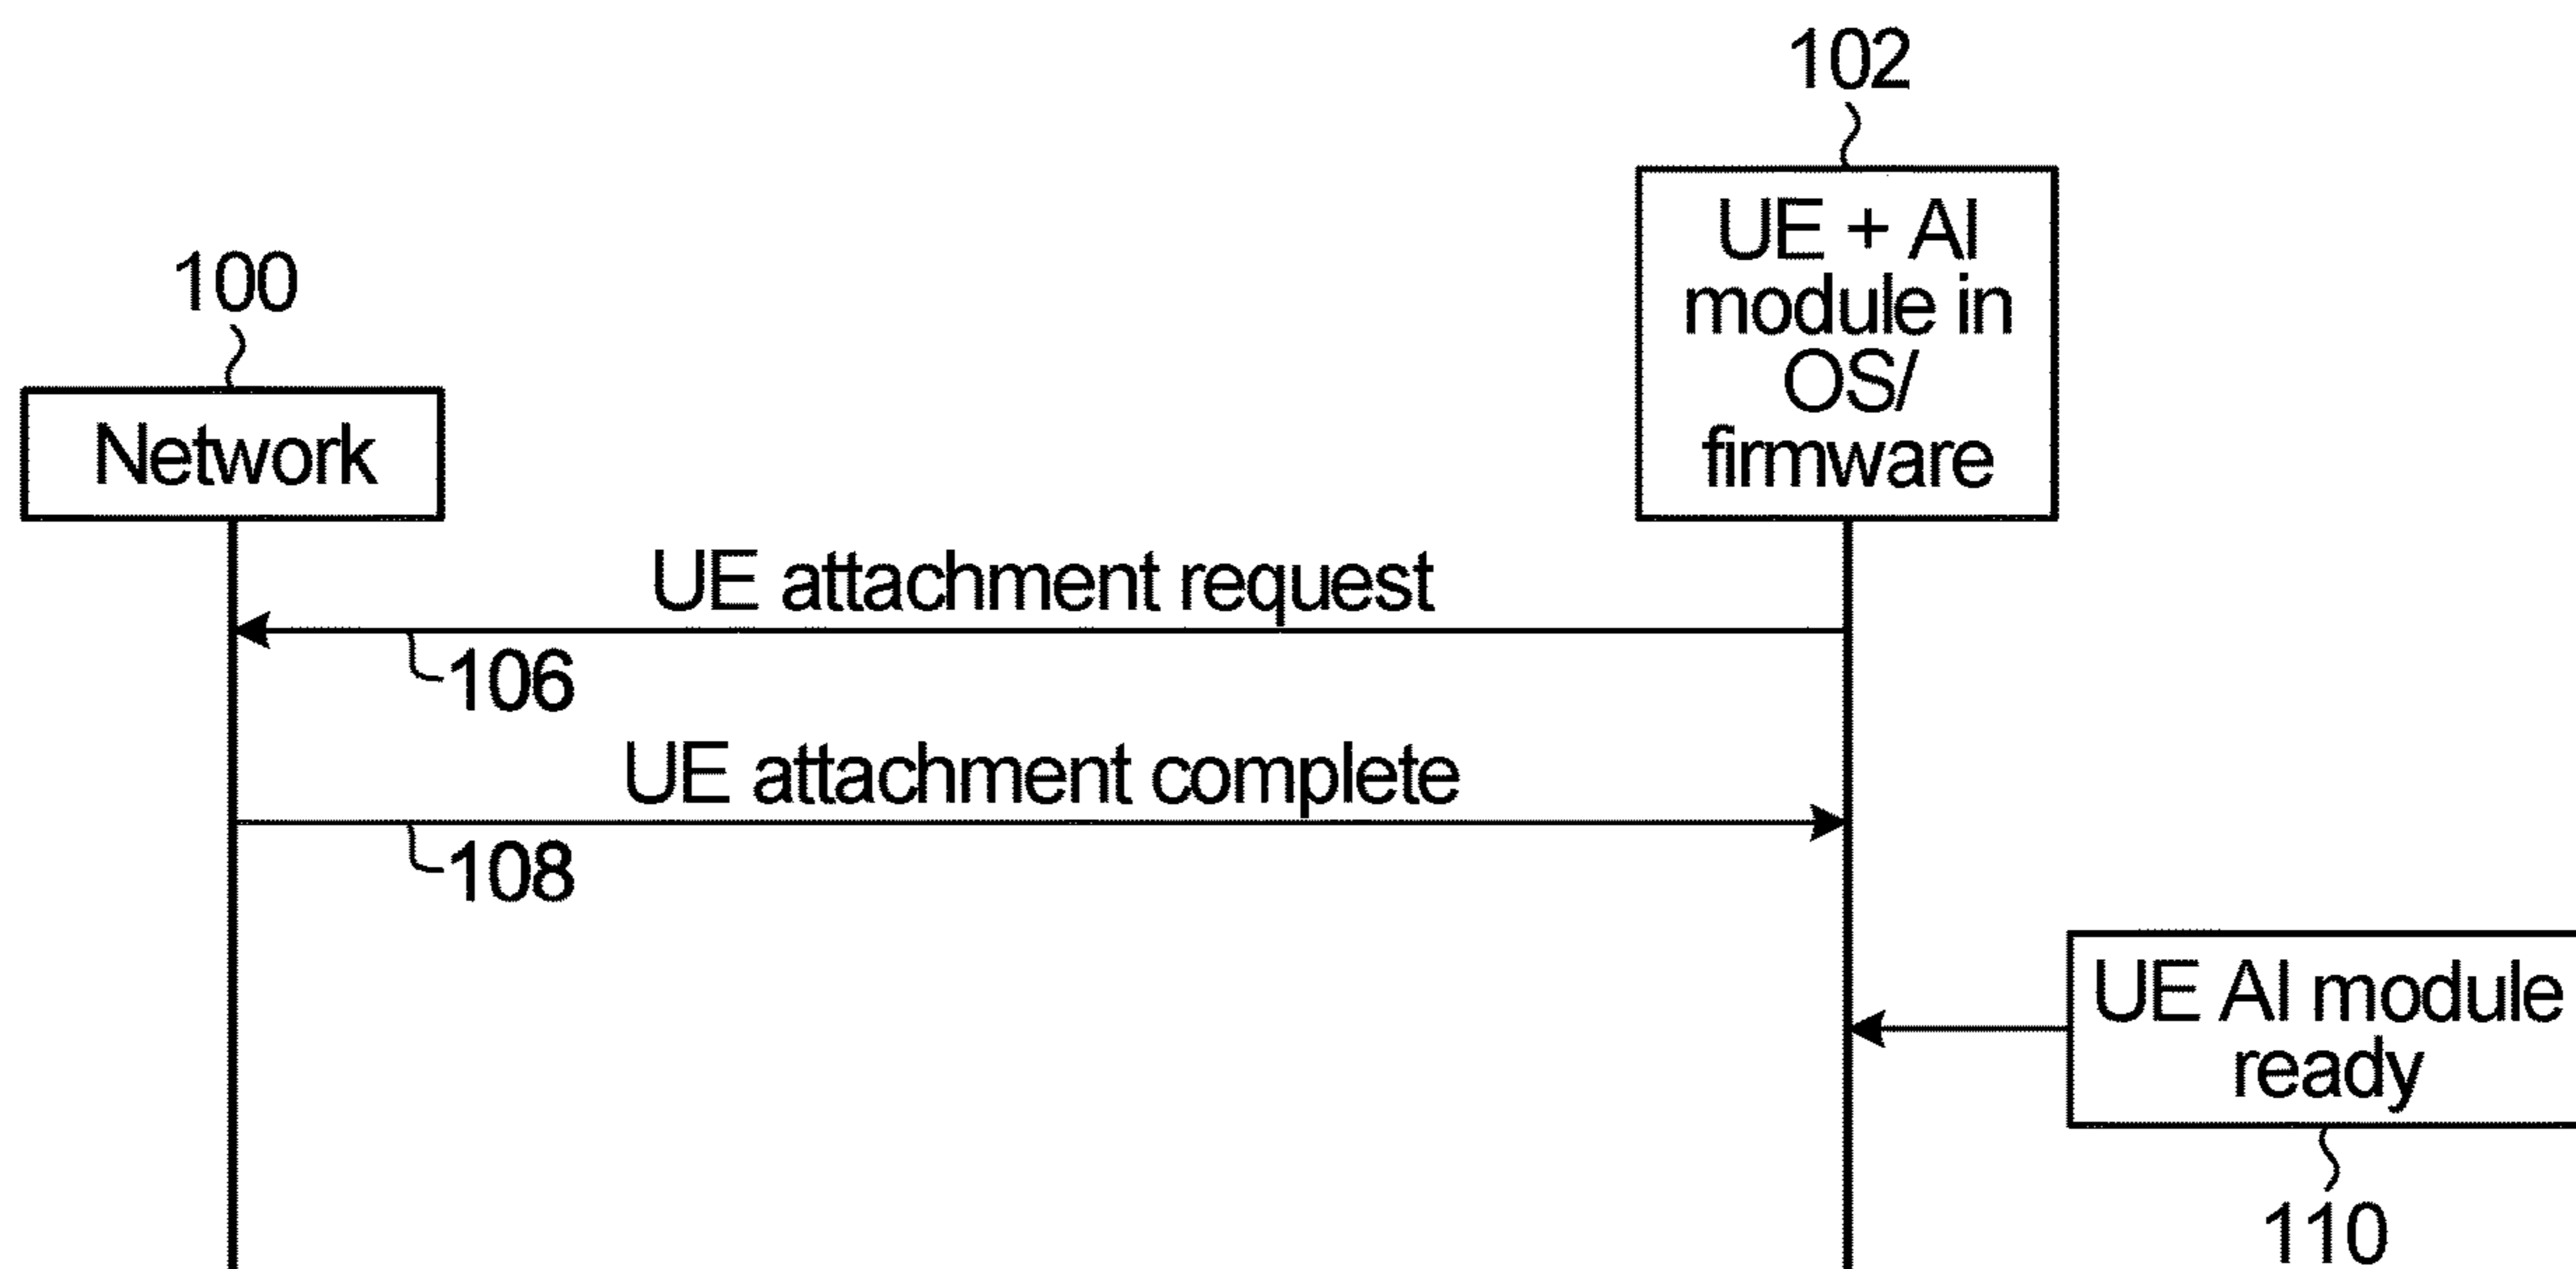 102
UE + AI
module in
OS/
firmware
100
Network
UE attachment request
106
UE attachment complete
108
UE AI module
ready
110